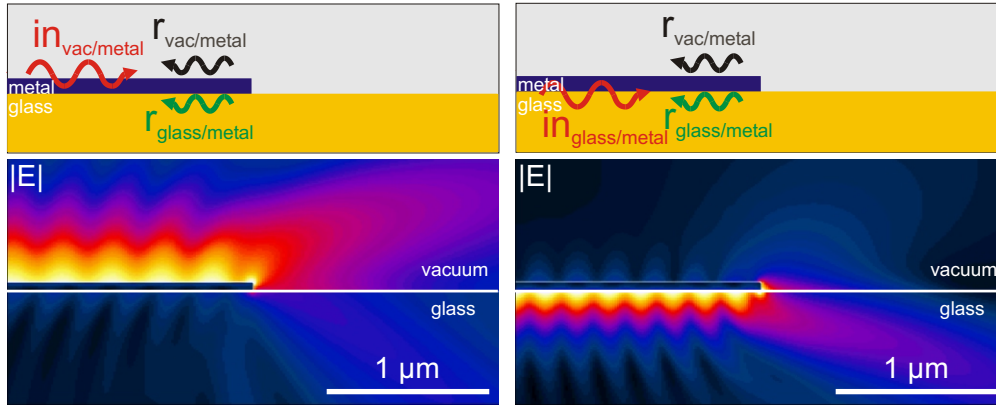 in vac/metal
r vac/metal
metal
glass
r glass/metal
r vac/metal
metal
glass
in glass/metal
r glass/metal
|E|
vacuum
glass
1 µm
|E|
vacuum
glass
1 µm